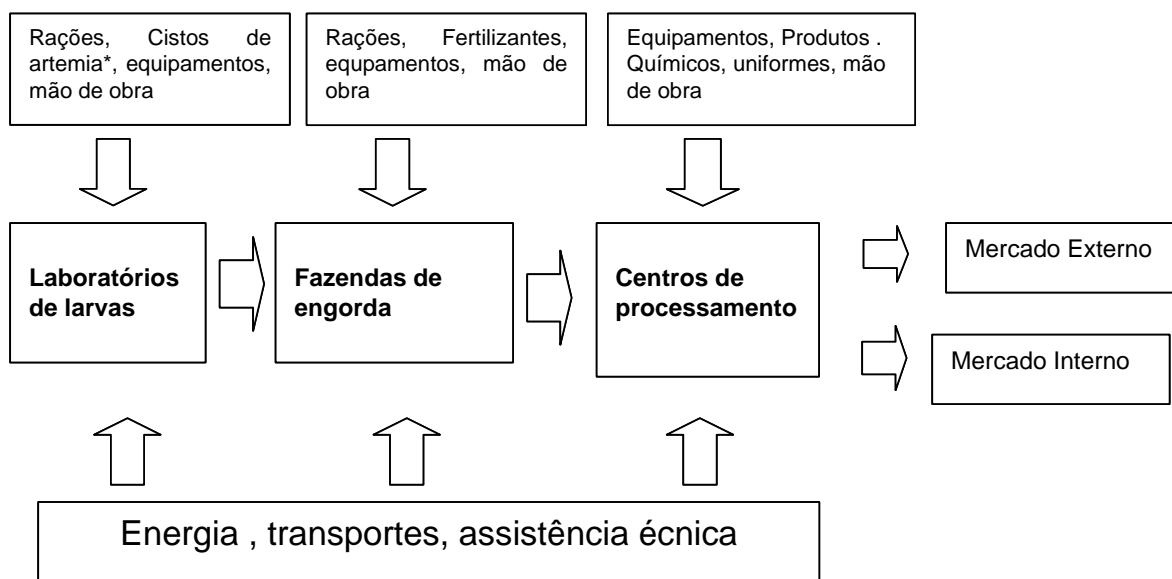 Rações, Cistos de
artemia*, equipamentos,
mão de obra
Rações, Fertilizantes,
equpamentos, mão de
obra
Equipamentos, Produtos .
Químicos, uniformes, mão
de obra
Laboratórios
de larvas
Fazendas de
engorda
Centros de
processamento
Mercado Externo
Mercado Interno
Energia , transportes, assistência écnica